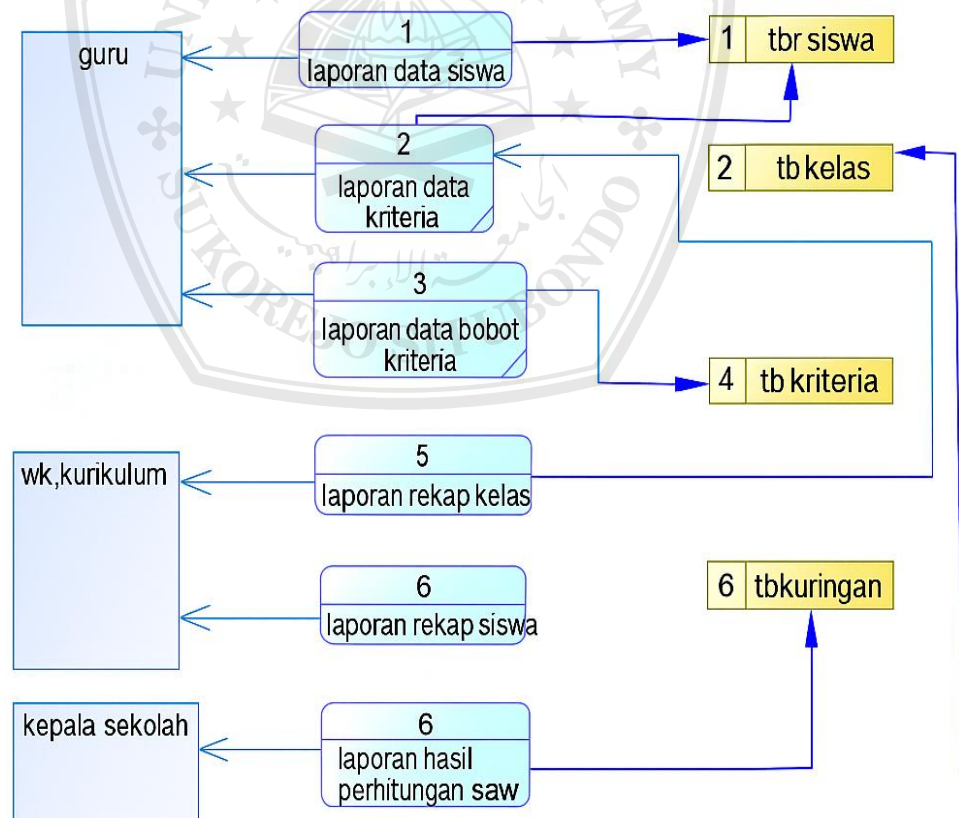 guru
1
laporan data siswa
1 tbr siswa
2
laporan data
kriteria
2 tb kelas
3
laporan data bobot
kriteria
4 tb kriteria
wk,kurikulum
5
laporan rekap kelas
6
laporan rekap siswa
6 tbkuringan
kepala sekolah
6
laporan hasil
perhitungan saw
SUKOREJO SITUBONDO